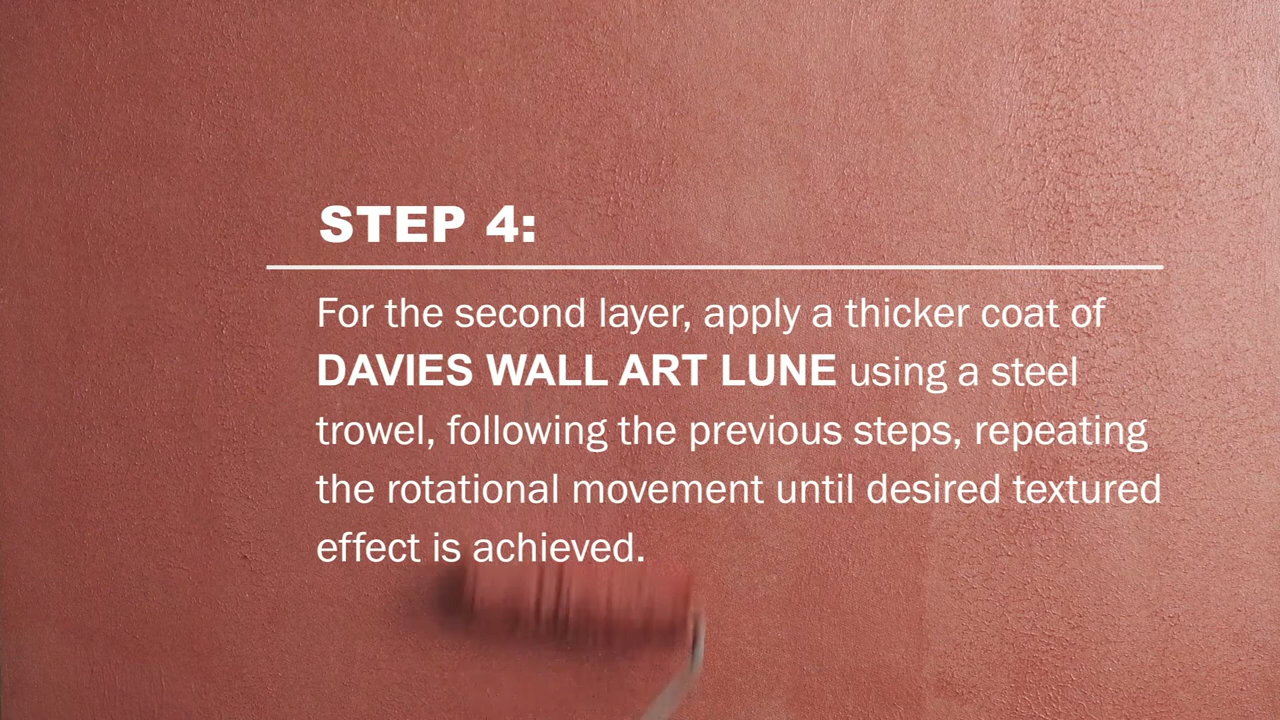 STEP 4:
For the second layer, apply a thicker coat of
DAVIES WALL ART LUNE using a steel
trowel, following the previous steps, repeating
the rotational movement until desired textured
effect is achieved.